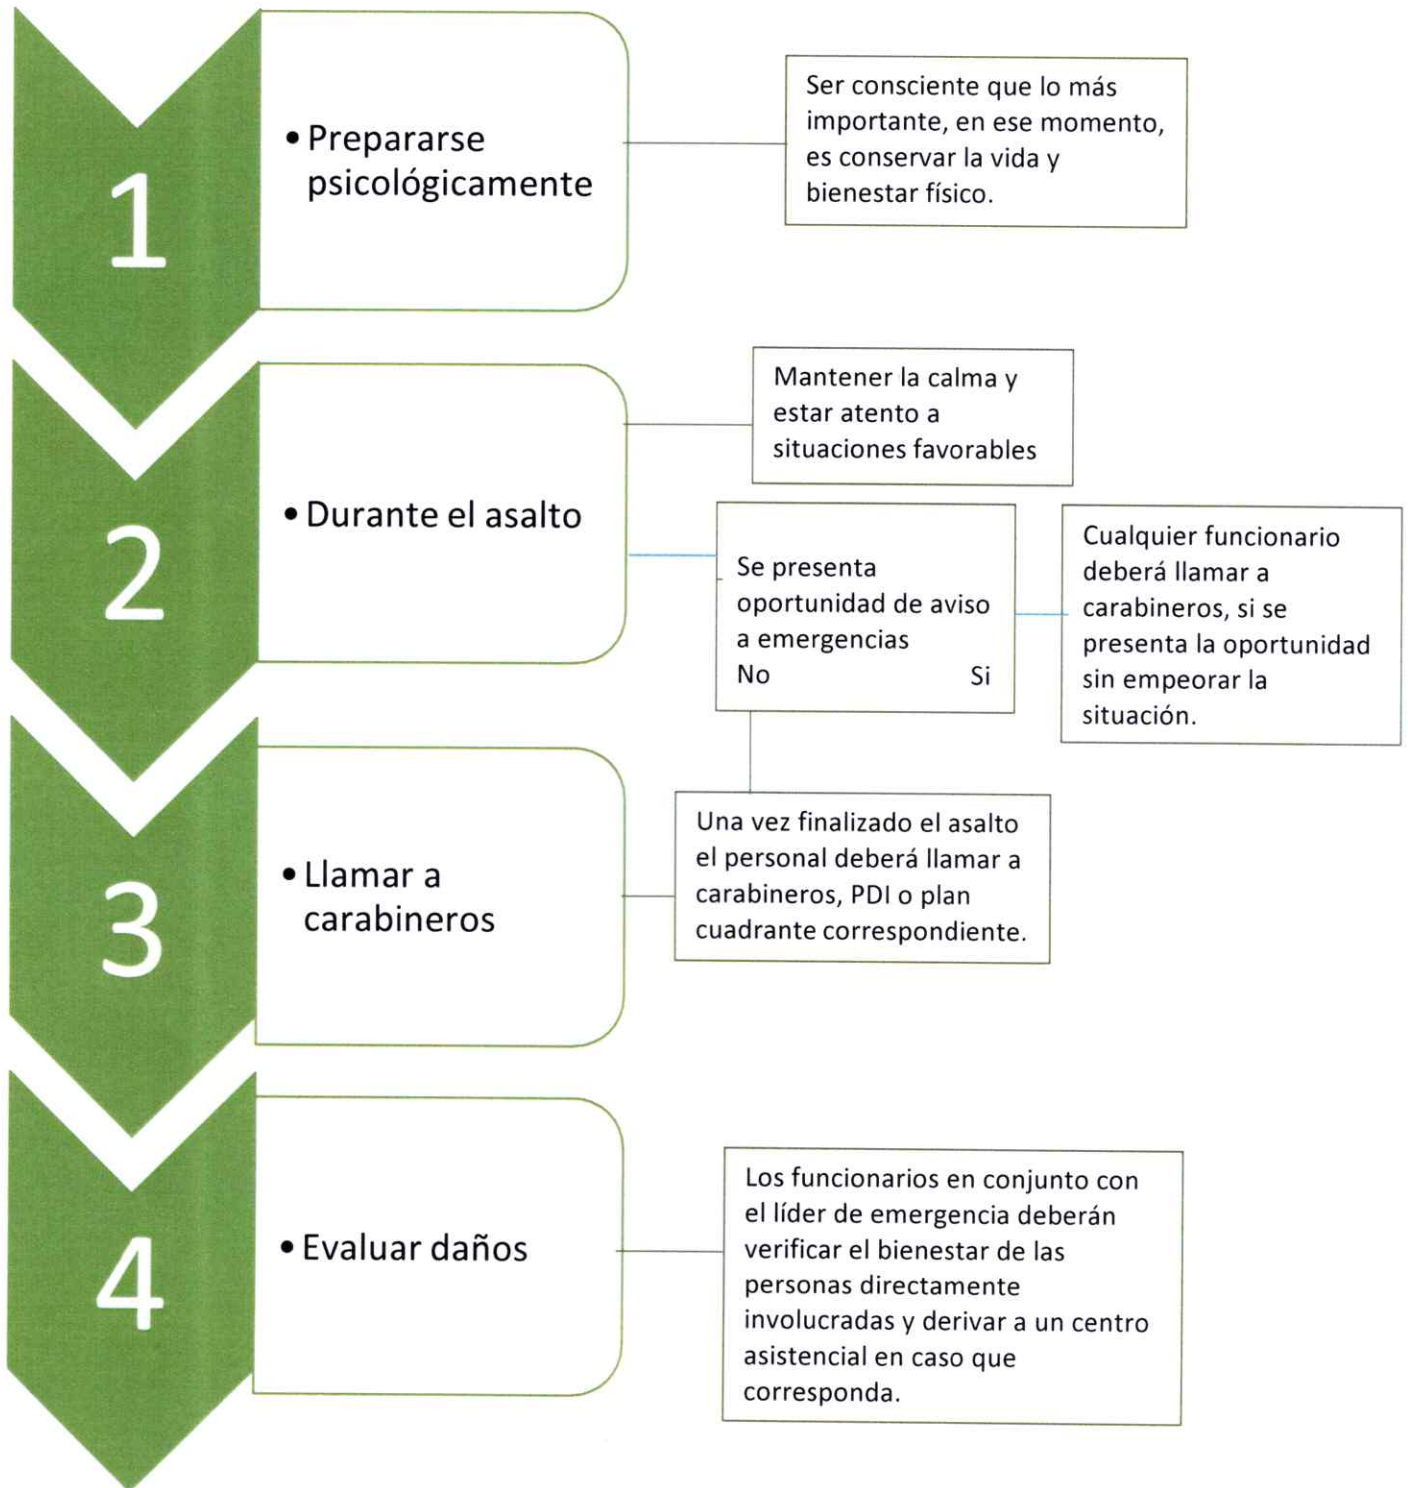 1
• Prepararse
psicológicamente
Ser consciente que lo más
importante, en ese momento,
es conservar la vida y
bienestar físico.
2
• Durante el asalto
Mantener la calma y
estar atento a
situaciones favorables
Se presenta
oportunidad de aviso
a emergencias
No Si
Cualquier funcionario
deberá llamar a
carabineros, si se
presenta la oportunidad
sin empeorar la
situación.
3
• Llamar a
carabineros
Una vez finalizado el asalto
el personal deberá llamar a
carabineros, PDI o plan
cuadrante correspondiente.
4
• Evaluar daños
Los funcionarios en conjunto con
el líder de emergencia deberán
verificar el bienestar de las
personas directamente
involucradas y derivar a un centro
asistencial en caso que
corresponda.